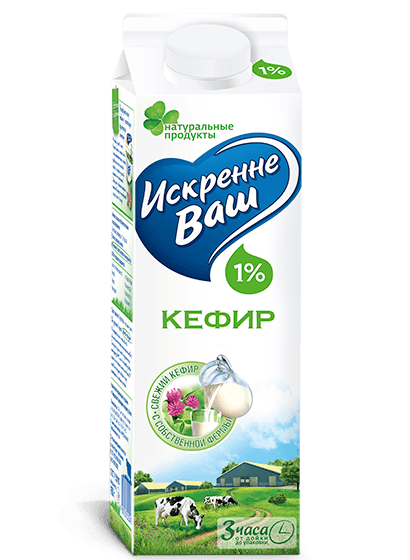 1%
натуральные
продукты
Искренне
Ваш
1%
КЕФИР
СВЕЖИЙ КЕФИР
С СОБСТВЕННОЙ ФЕРМЫ
3 часа
от дойки
до упаковки